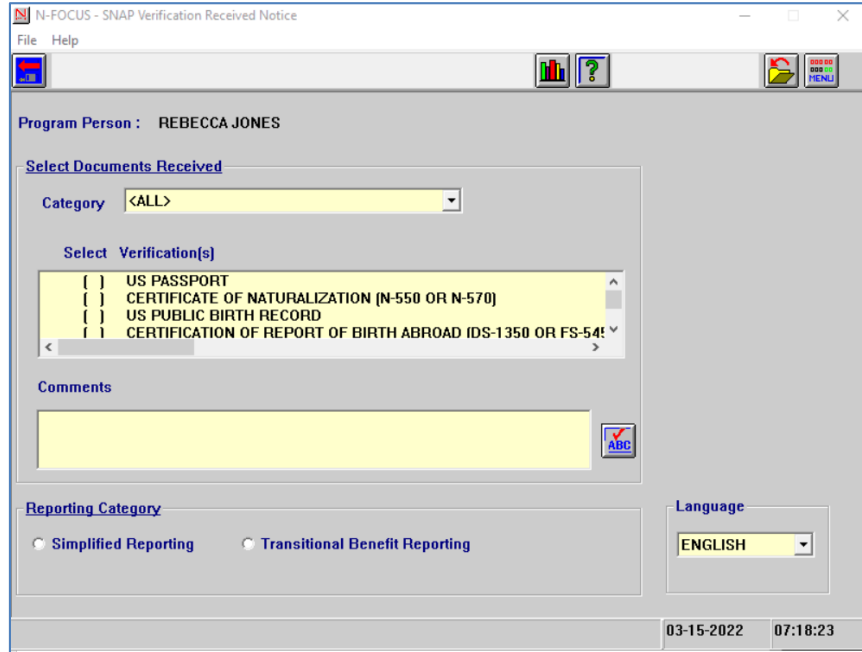 N-FOCUS - SNAP Verification Received Notice
File Help
MENU
Program Person : REBECCA JONES
Select Documents Received
Category <ALL>
Select Verification(s)
( ) US PASSPORT
( ) CERTIFICATE OF NATURALIZATION (N-550 OR N-570)
( ) US PUBLIC BIRTH RECORD
( ) CERTIFICATION OF REPORT OF BIRTH ABROAD (DS-1350 OR FS-545
Comments
ABC
Reporting Category
Simplified Reporting Transitional Benefit Reporting
Language
ENGLISH
03-15-2022 07:18:23